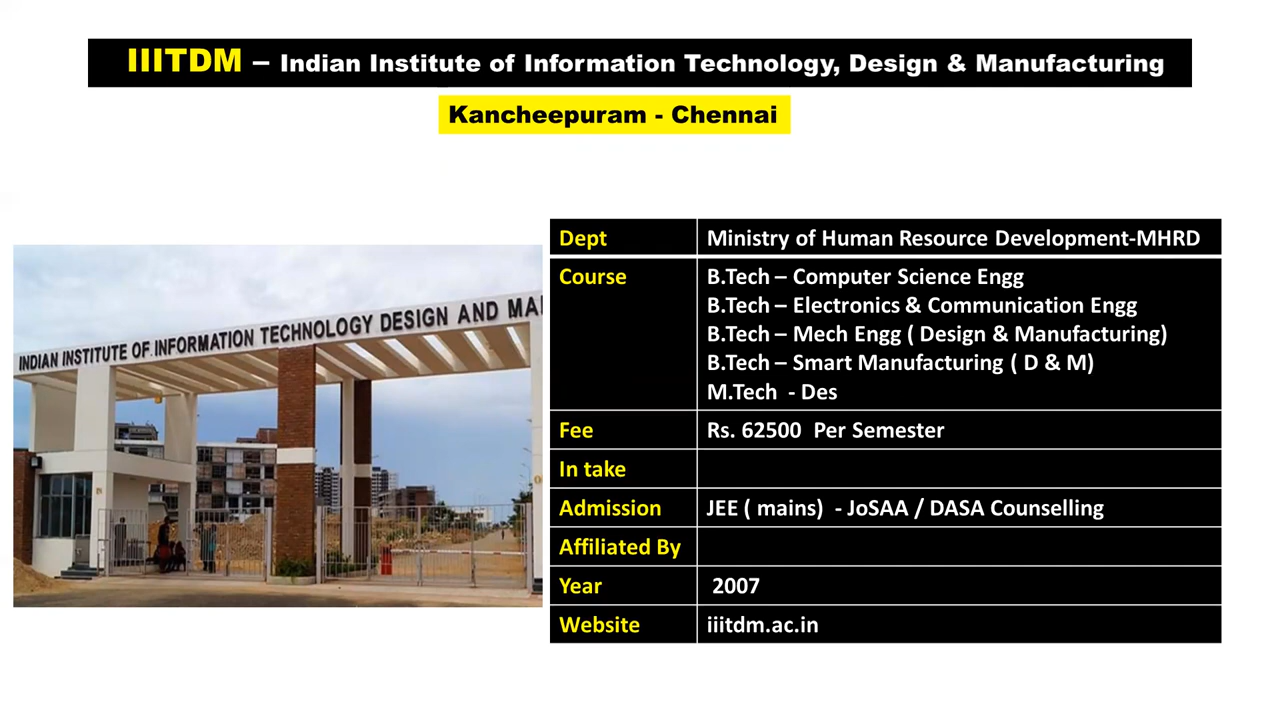 IIITDM – Indian Institute of Information Technology, Design & Manufacturing
Kancheepuram - Chennai
INDIAN INSTITUTE OF INFORMATION TECHNOLOGY DESIGN AND MA
Dept Ministry of Human Resource Development-MHRD
Course B.Tech – Computer Science Engg
B.Tech – Electronics & Communication Engg
B.Tech – Mech Engg ( Design & Manufacturing)
B.Tech – Smart Manufacturing ( D & M)
M.Tech - Des
Fee Rs. 62500 Per Semester
In take
Admission JEE ( mains) - JoSAA / DASA Counselling
Affiliated By
Year 2007
Website iiitdm.ac.in